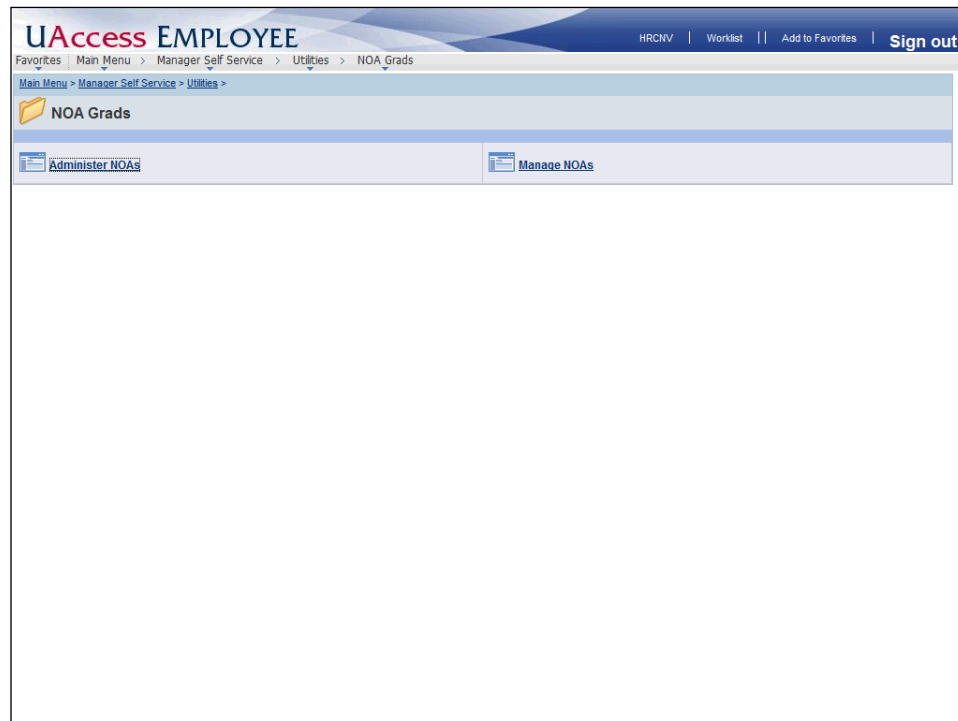 UAccess EMPLOYEE
HRCNV | Worklist || Add to Favorites | Sign out
Favorites | Main Menu > Manager Self Service > Utilities > NOA Grads
Main Menu > Manager Self Service > Utilities >
NOA Grads
Administer NOAs
Manage NOAs